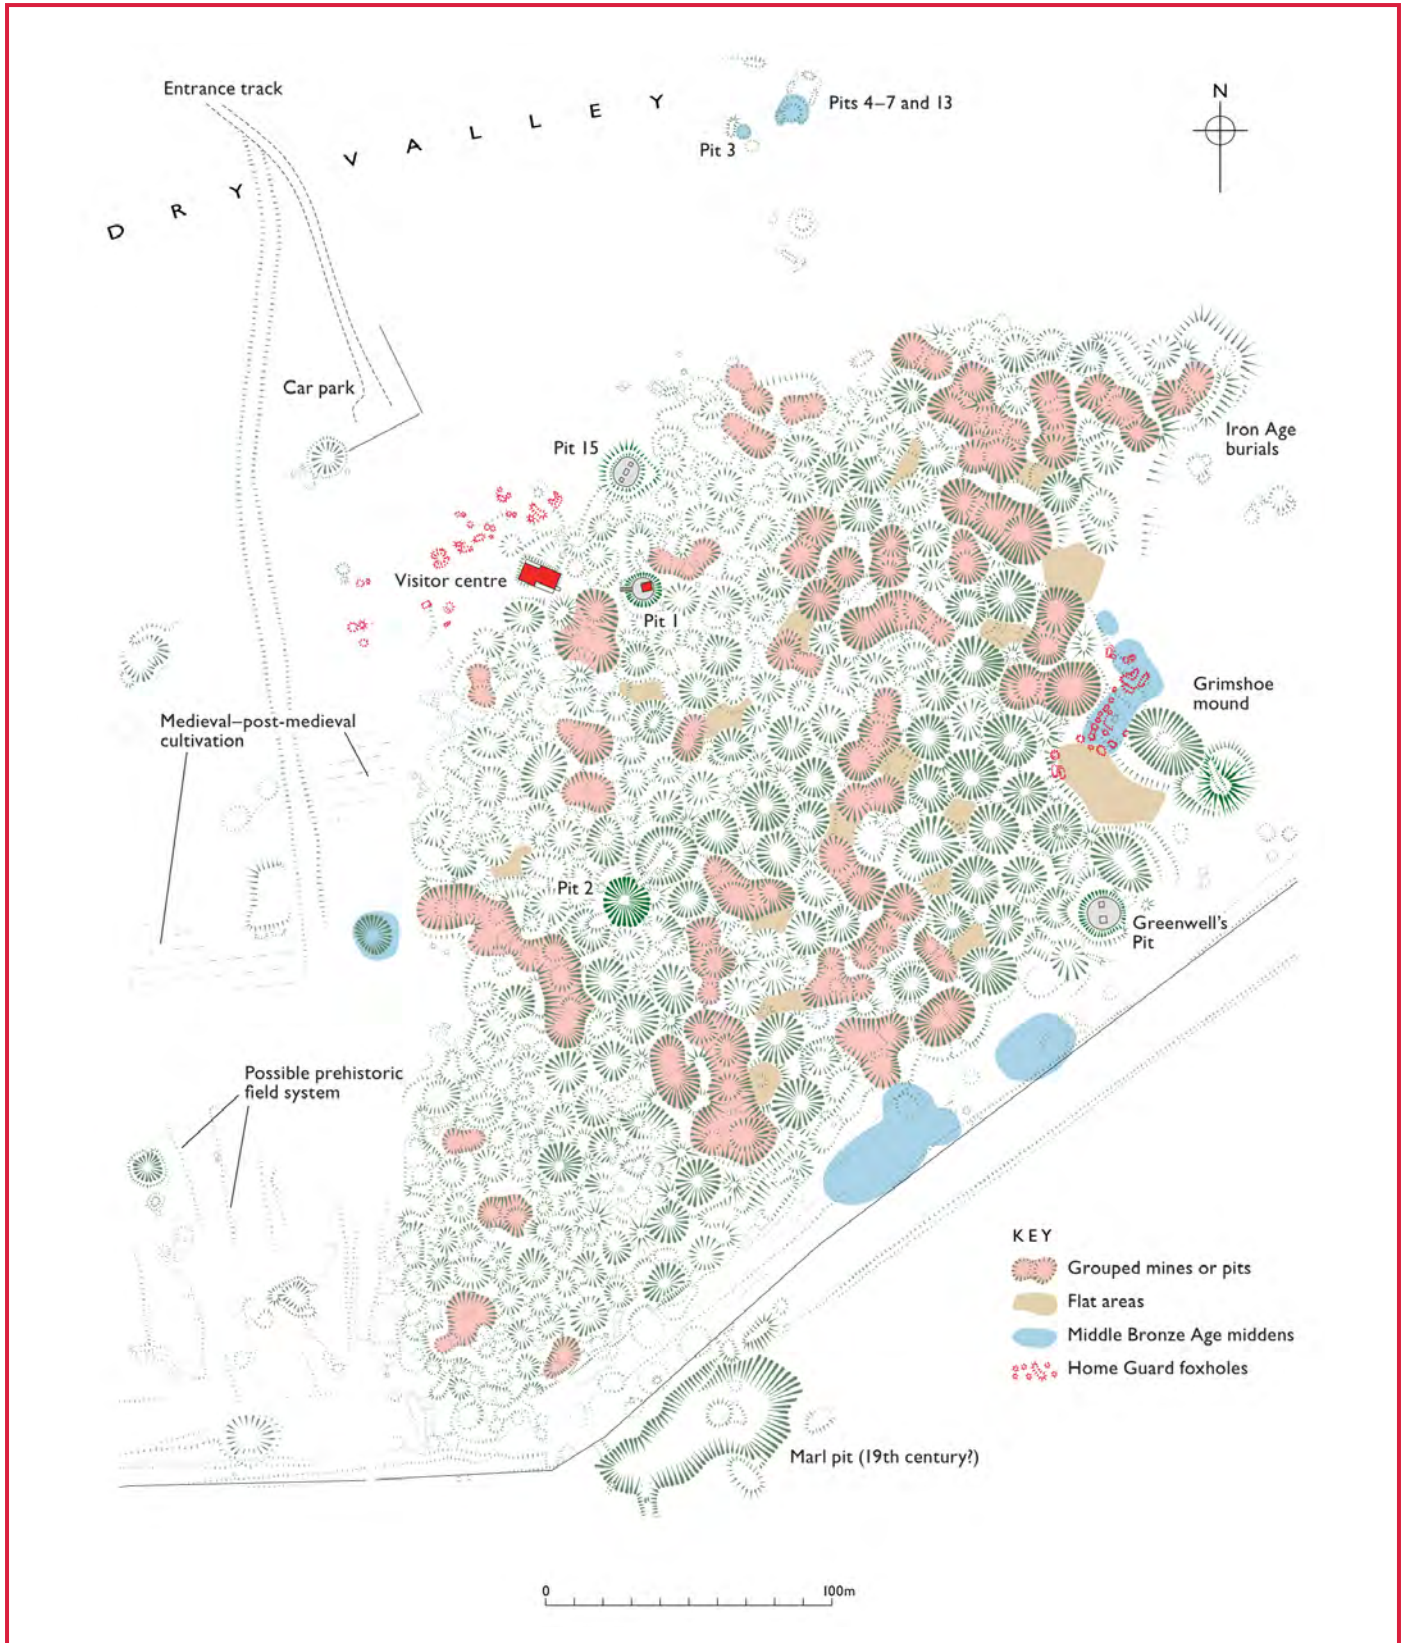 Entrance track
DRY VALLEY
Pits 4–7 and 13
Pit 3
N
Car park
Iron Age
burials
Pit 15
Visitor centre
Pit 1
Grimshoe
mound
Medieval–post-medieval
cultivation
Pit 2
Greenwell's
Pit
Possible prehistoric
field system
KEY
Grouped mines or pits
Flat areas
Middle Bronze Age middens
Home Guard foxholes
Marl pit (19th century?)
0 100m